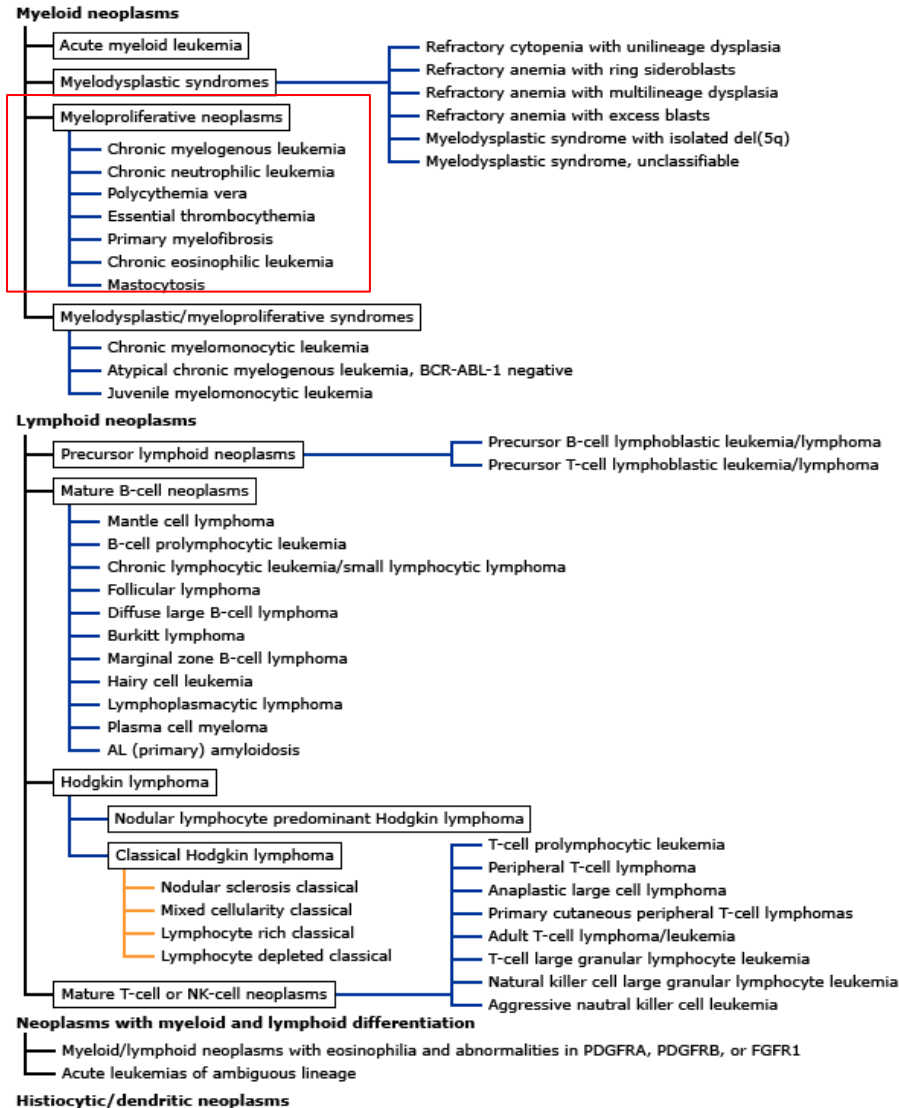 Myeloid neoplasms
Acute myeloid leukemia
Myelodysplastic syndromes
Refractory cytopenia with unilineage dysplasia
Refractory anemia with ring sideroblasts
Refractory anemia with multilineage dysplasia
Refractory anemia with excess blasts
Myelodysplastic syndrome with isolated del(5q)
Myelodysplastic syndrome, unclassifiable
Myeloproliferative neoplasms
Chronic myelogenous leukemia
Chronic neutrophilic leukemia
Polycythemia vera
Essential thrombocythemia
Primary myelofibrosis
Chronic eosinophilic leukemia
Mastocytosis
Myelodysplastic/myeloproliferative syndromes
Chronic myelomonocytic leukemia
Atypical chronic myelogenous leukemia, BCR-ABL-1 negative
Juvenile myelomonocytic leukemia
Lymphoid neoplasms
Precursor lymphoid neoplasms
Precursor B-cell lymphoblastic leukemia/lymphoma
Precursor T-cell lymphoblastic leukemia/lymphoma
Mature B-cell neoplasms
Mantle cell lymphoma
B-cell prolymphocytic leukemia
Chronic lymphocytic leukemia/small lymphocytic lymphoma
Follicular lymphoma
Diffuse large B-cell lymphoma
Burkitt lymphoma
Marginal zone B-cell lymphoma
Hairy cell leukemia
Lymphoplasmacytic lymphoma
Plasma cell myeloma
AL (primary) amyloidosis
Hodgkin lymphoma
Nodular lymphocyte predominant Hodgkin lymphoma
Classical Hodgkin lymphoma
Nodular sclerosis classical
Mixed cellularity classical
Lymphocyte rich classical
Lymphocyte depleted classical
Mature T-cell or NK-cell neoplasms
T-cell prolymphocytic leukemia
Peripheral T-cell lymphoma
Anaplastic large cell lymphoma
Primary cutaneous peripheral T-cell lymphomas
Adult T-cell lymphoma/leukemia
T-cell large granular lymphocyte leukemia
Natural killer cell large granular lymphocyte leukemia
Aggressive nautral killer cell leukemia
Neoplasms with myeloid and lymphoid differentiation
Myeloid/lymphoid neoplasms with eosinophilia and abnormalities in PDGFRA, PDGFRB, or FGFR1
Acute leukemias of ambiguous lineage
Histiocytic/dendritic neoplasms